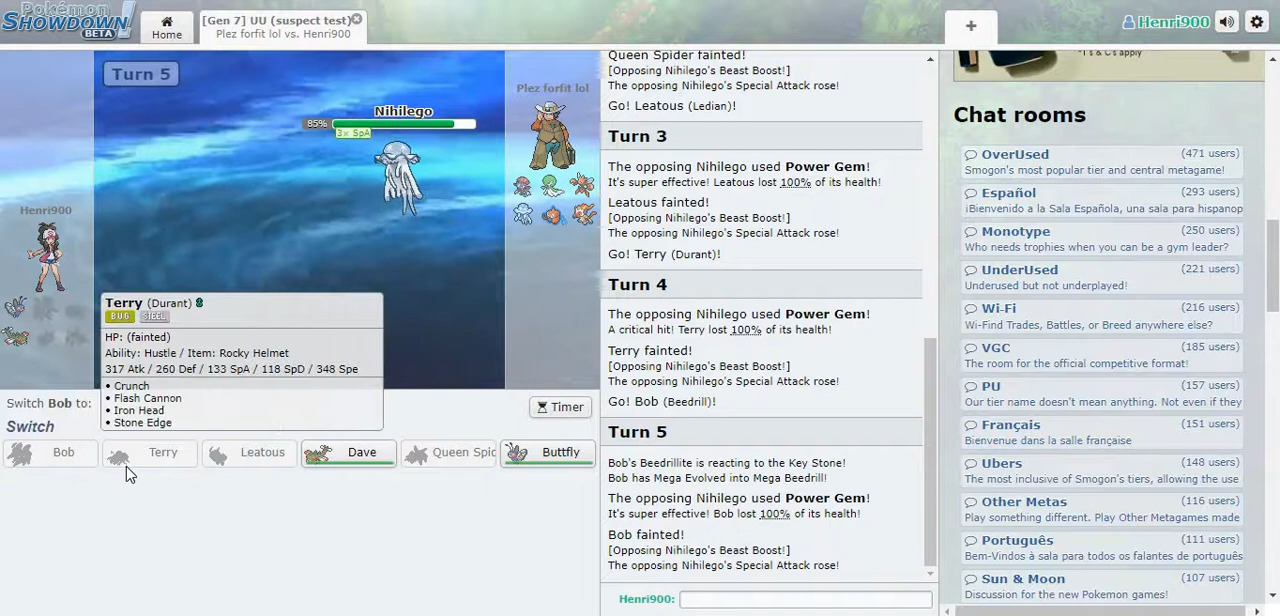 Pokémon
SHOWDOWN!
BETA
Home
[Gen 7] UU (suspect test)
Plez forfit lol vs. Henri900
+
Henri900
Turn 5
Nihilego
85%
3× SpA
Plez forfit lol
Henri900
Terry (Durant)
BUG STEEL
HP: (fainted)
Ability: Hustle / Item: Rocky Helmet
317 Atk / 260 Def / 133 SpA / 118 SpD / 348 Spe
• Crunch
• Flash Cannon
• Iron Head
• Stone Edge
Switch Bob to:
Timer
Switch
Bob
Terry
Leatous
Dave
Queen Spid
Buttfly
Queen Spider fainted!
[Opposing Nihilego's Beast Boost!]
The opposing Nihilego's Special Attack rose!
Go! Leatous (Ledian)!
Turn 3
The opposing Nihilego used Power Gem!
It's super effective! Leatous lost 100% of its health!
Leatous fainted!
[Opposing Nihilego's Beast Boost!]
The opposing Nihilego's Special Attack rose!
Go! Terry (Durant)!
Turn 4
The opposing Nihilego used Power Gem!
A critical hit! Terry lost 100% of its health!
Terry fainted!
[Opposing Nihilego's Beast Boost!]
The opposing Nihilego's Special Attack rose!
Go! Bob (Beedrill)!
Turn 5
Bob's Beedrillite is reacting to the Key Stone!
Bob has Mega Evolved into Mega Beedrill!
The opposing Nihilego used Power Gem!
It's super effective! Bob lost 100% of its health!
Bob fainted!
[Opposing Nihilego's Beast Boost!]
The opposing Nihilego's Special Attack rose!
Henri900:
*T's & C's apply
Chat rooms
OverUsed (471 users)
Smogon's most popular tier and central metagame!
Español (293 users)
¡Bienvenido a la Sala Española, una sala para hispanop
Monotype (250 users)
Who needs trophies when you can be a gym leader?
UnderUsed (221 users)
Underused but not underplayed!
Wi-Fi (216 users)
Wi-Find Trades, Battles, or Breed anywhere else?
VGC (185 users)
The room for the official competitive format!
PU (157 users)
Our tier name doesn't mean anything. Not even if they
Français (151 users)
Bienvenue dans la salle française
Ubers (148 users)
The most inclusive of Smogon's tiers, allowing the use
Other Metas (116 users)
Play something different. Play Other Metagames made
Português (111 users)
Bem-Vindos à sala para todos os falantes de português
Sun & Moon (107 users)
Discussion for the new Pokemon games!